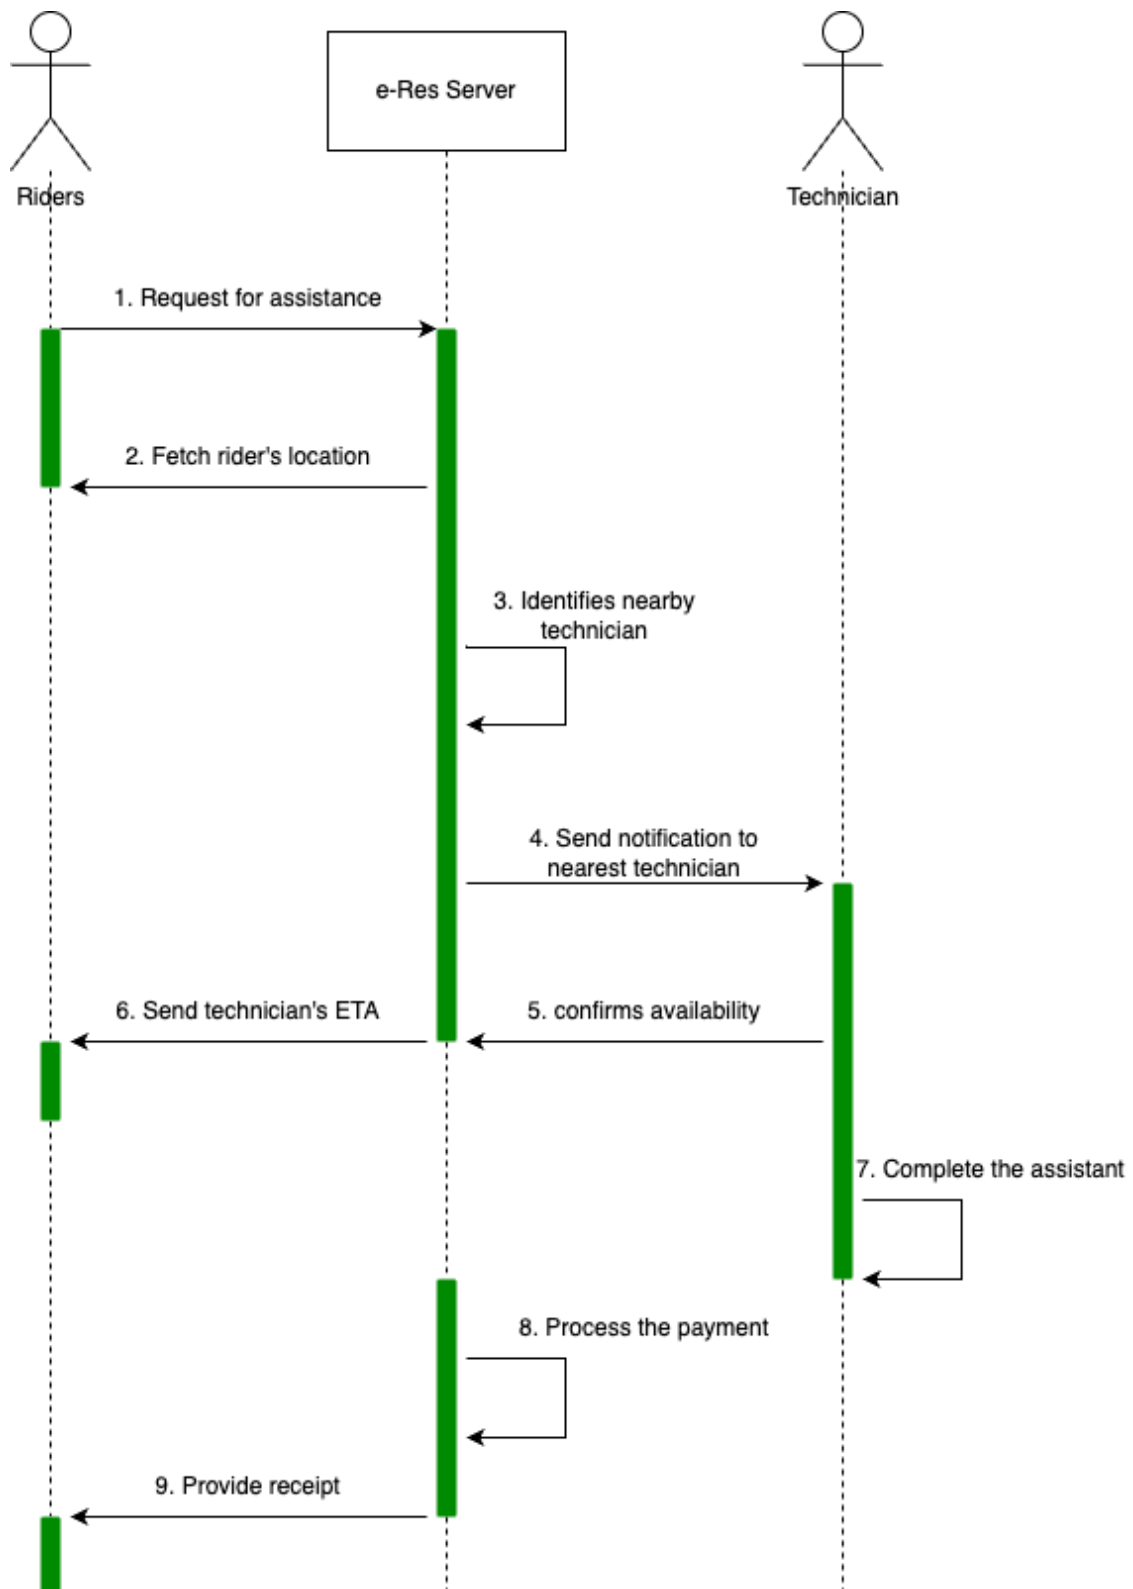 e-Res Server
Riders
Technician
1. Request for assistance
2. Fetch rider's location
3. Identifies nearby
technician
4. Send notification to
nearest technician
6. Send technician's ETA
5. confirms availability
7. Complete the assistant
8. Process the payment
9. Provide receipt